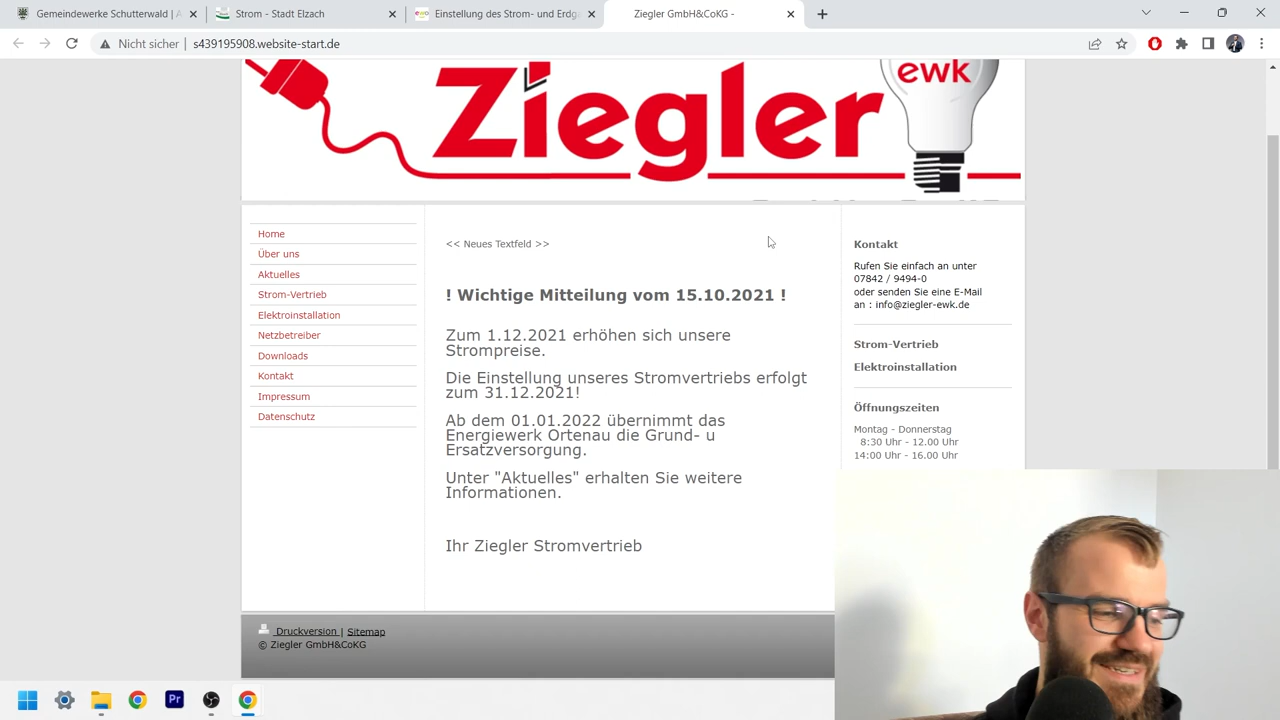 Gemeindewerke Schutterwald | A
Strom - Stadt Elzach
Einstellung des Strom- und Erdga
Ziegler GmbH&CoKG -
Nicht sicher | s439195908.website-start.de
Ziegler
ewk
Home
Über uns
Aktuelles
Strom-Vertrieb
Elektroinstallation
Netzbetreiber
Downloads
Kontakt
Impressum
Datenschutz
<< Neues Textfeld >>
! Wichtige Mitteilung vom 15.10.2021 !
Zum 1.12.2021 erhöhen sich unsere
Strompreise.
Die Einstellung unseres Stromvertriebs erfolgt
zum 31.12.2021!
Ab dem 01.01.2022 übernimmt das
Energiewerk Ortenau die Grund- u
Ersatzversorgung.
Unter "Aktuelles" erhalten Sie weitere
Informationen.
Ihr Ziegler Stromvertrieb
Kontakt
Rufen Sie einfach an unter
07842 / 9494-0
oder senden Sie eine E-Mail
an : info@ziegler-ewk.de
Strom-Vertrieb
Elektroinstallation
Öffnungszeiten
Montag - Donnerstag
8:30 Uhr - 12.00 Uhr
14:00 Uhr - 16.00 Uhr
Druckversion | Sitemap
© Ziegler GmbH&CoKG
Pr